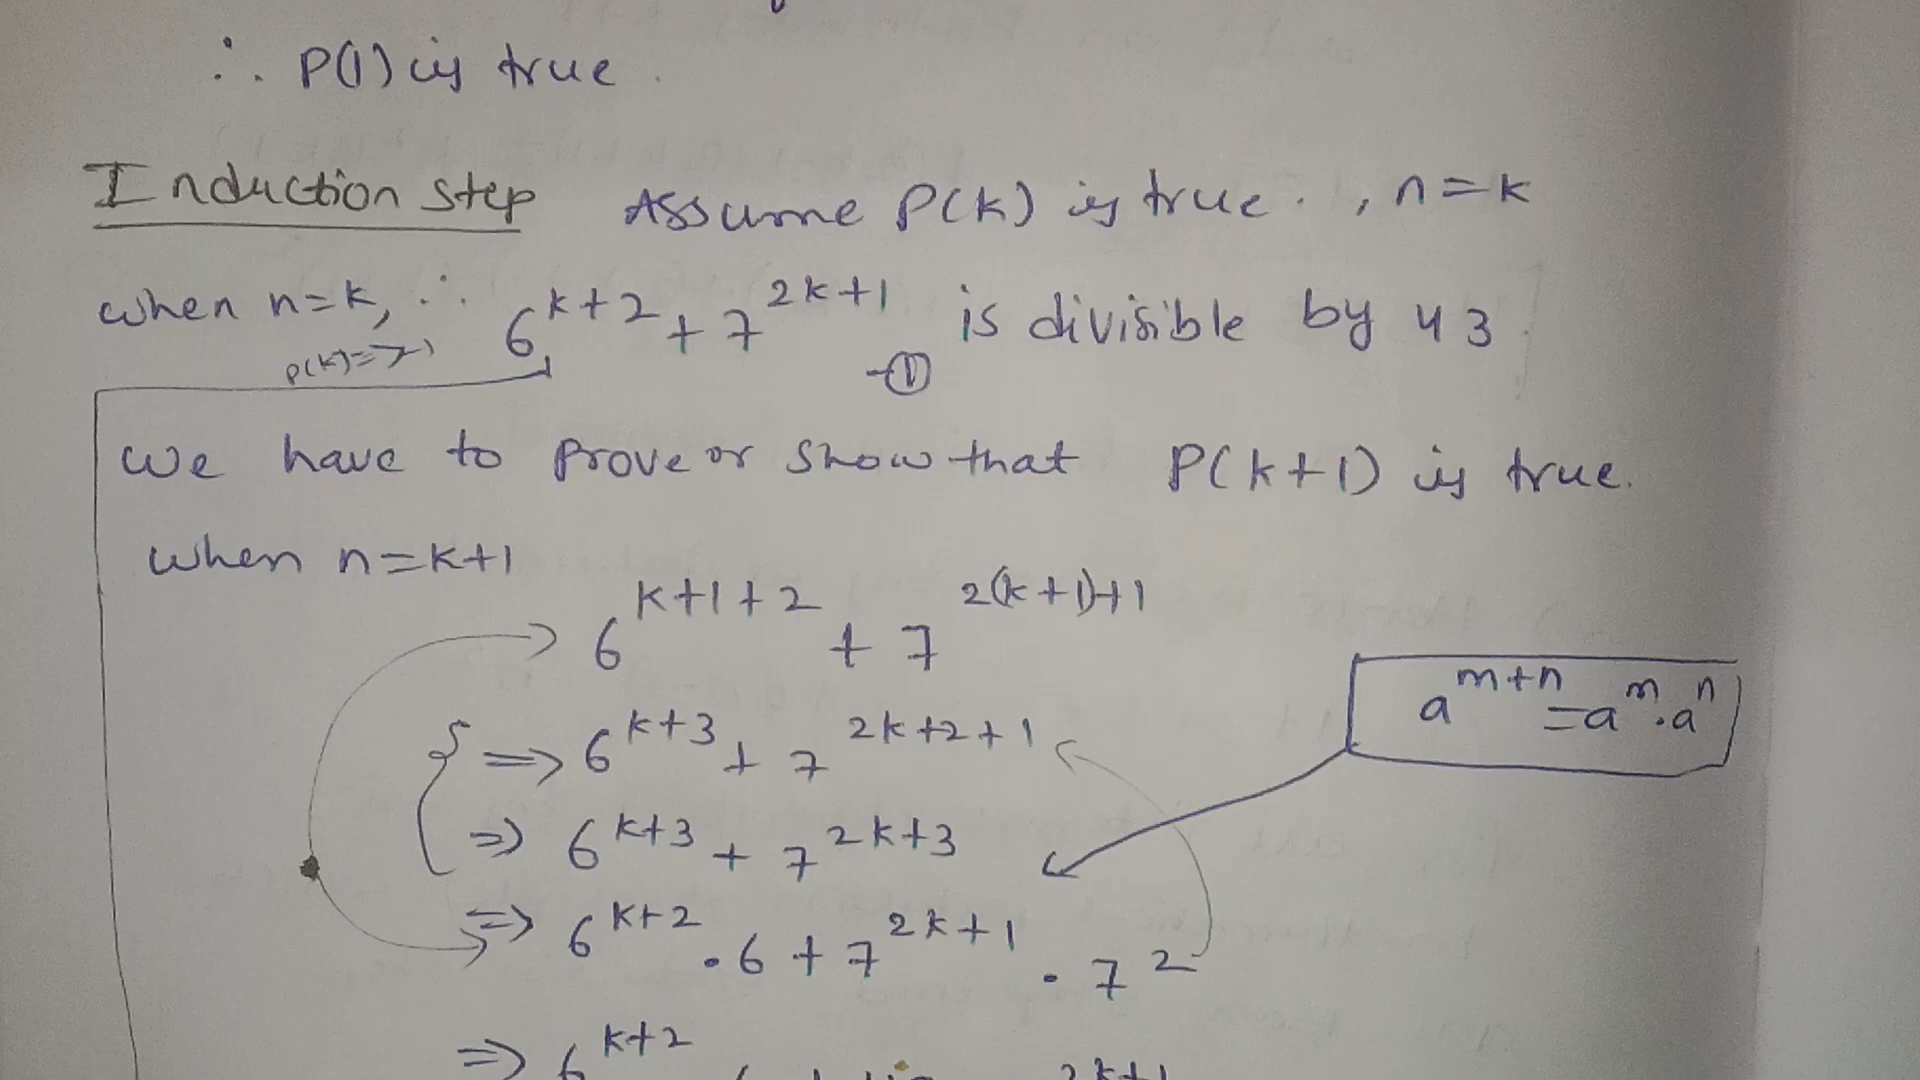 ∴ P(1) is true.
Induction step Assume P(k) is true. , n=k
when n=k, ∴ 6^{k+2} + 7^{2k+1} is divisible by 43.
P(k)=> -①
we have to prove or show that P(k+1) is true.
when n=k+1
6^{k+1+2} + 7^{2(k+1)+1}
=> 6^{k+3} + 7^{2k+2+1}
a^{m+n} = a^m . a^n
=> 6^{k+3} + 7^{2k+3}
=> 6^{k+2} . 6 + 7^{2k+1} . 7^2
=> 6^{k+2}